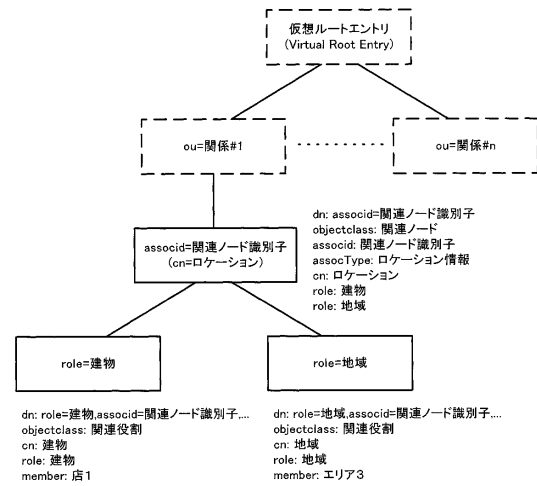 仮想ルートエントリ
(Virtual Root Entry)
ou=関係#1
ou=関係#n
associd=関連ノード識別子
(cn=ロケーション)
dn: associd=関連ノード識別子
objectclass: 関連ノード
associd: 関連ノード識別子
assocType: ロケーション情報
cn: ロケーション
role: 建物
role: 地域
role=建物
role=地域
dn: role=建物,associd=関連ノード識別子,...
objectclass: 関連役割
cn: 建物
role: 建物
member: 店1
dn: role=地域,associd=関連ノード識別子,...
objectclass: 関連役割
cn: 地域
role: 地域
member: エリア3